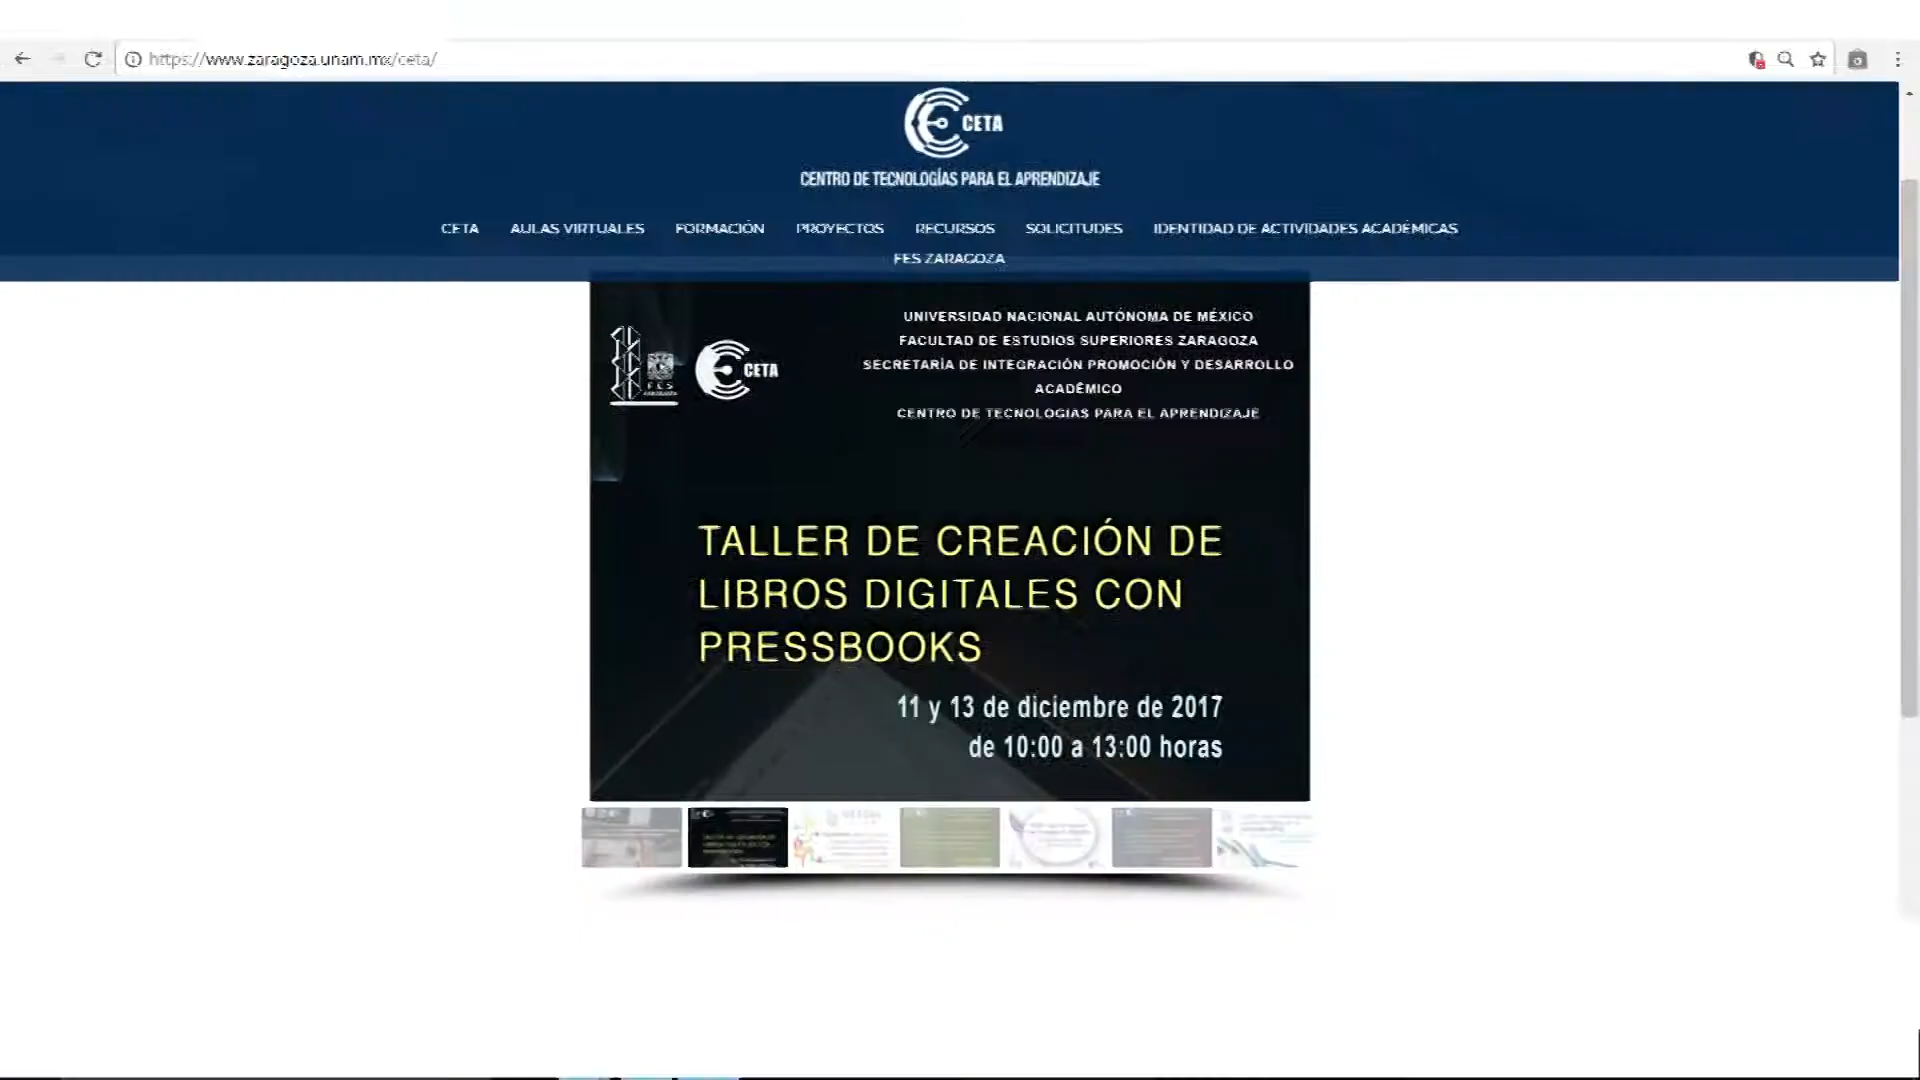 https://www.zaragoza.unam.mx/ceta/
CETA
CENTRO DE TECNOLOGÍAS PARA EL APRENDIZAJE
CETA AULAS VIRTUALES FORMACIÓN PROYECTOS RECURSOS SOLICITUDES IDENTIDAD DE ACTIVIDADES ACADÉMICAS
FES ZARAGOZA
UNIVERSIDAD NACIONAL AUTÓNOMA DE MÉXICO
FACULTAD DE ESTUDIOS SUPERIORES ZARAGOZA
SECRETARÍA DE INTEGRACIÓN PROMOCIÓN Y DESARROLLO
ACADÉMICO
CENTRO DE TECNOLOGIAS PARA EL APRENDIZAJE
FES
CETA
TALLER DE CREACIÓN DE
LIBROS DIGITALES CON
PRESSBOOKS
11 y 13 de diciembre de 2017
de 10:00 a 13:00 horas